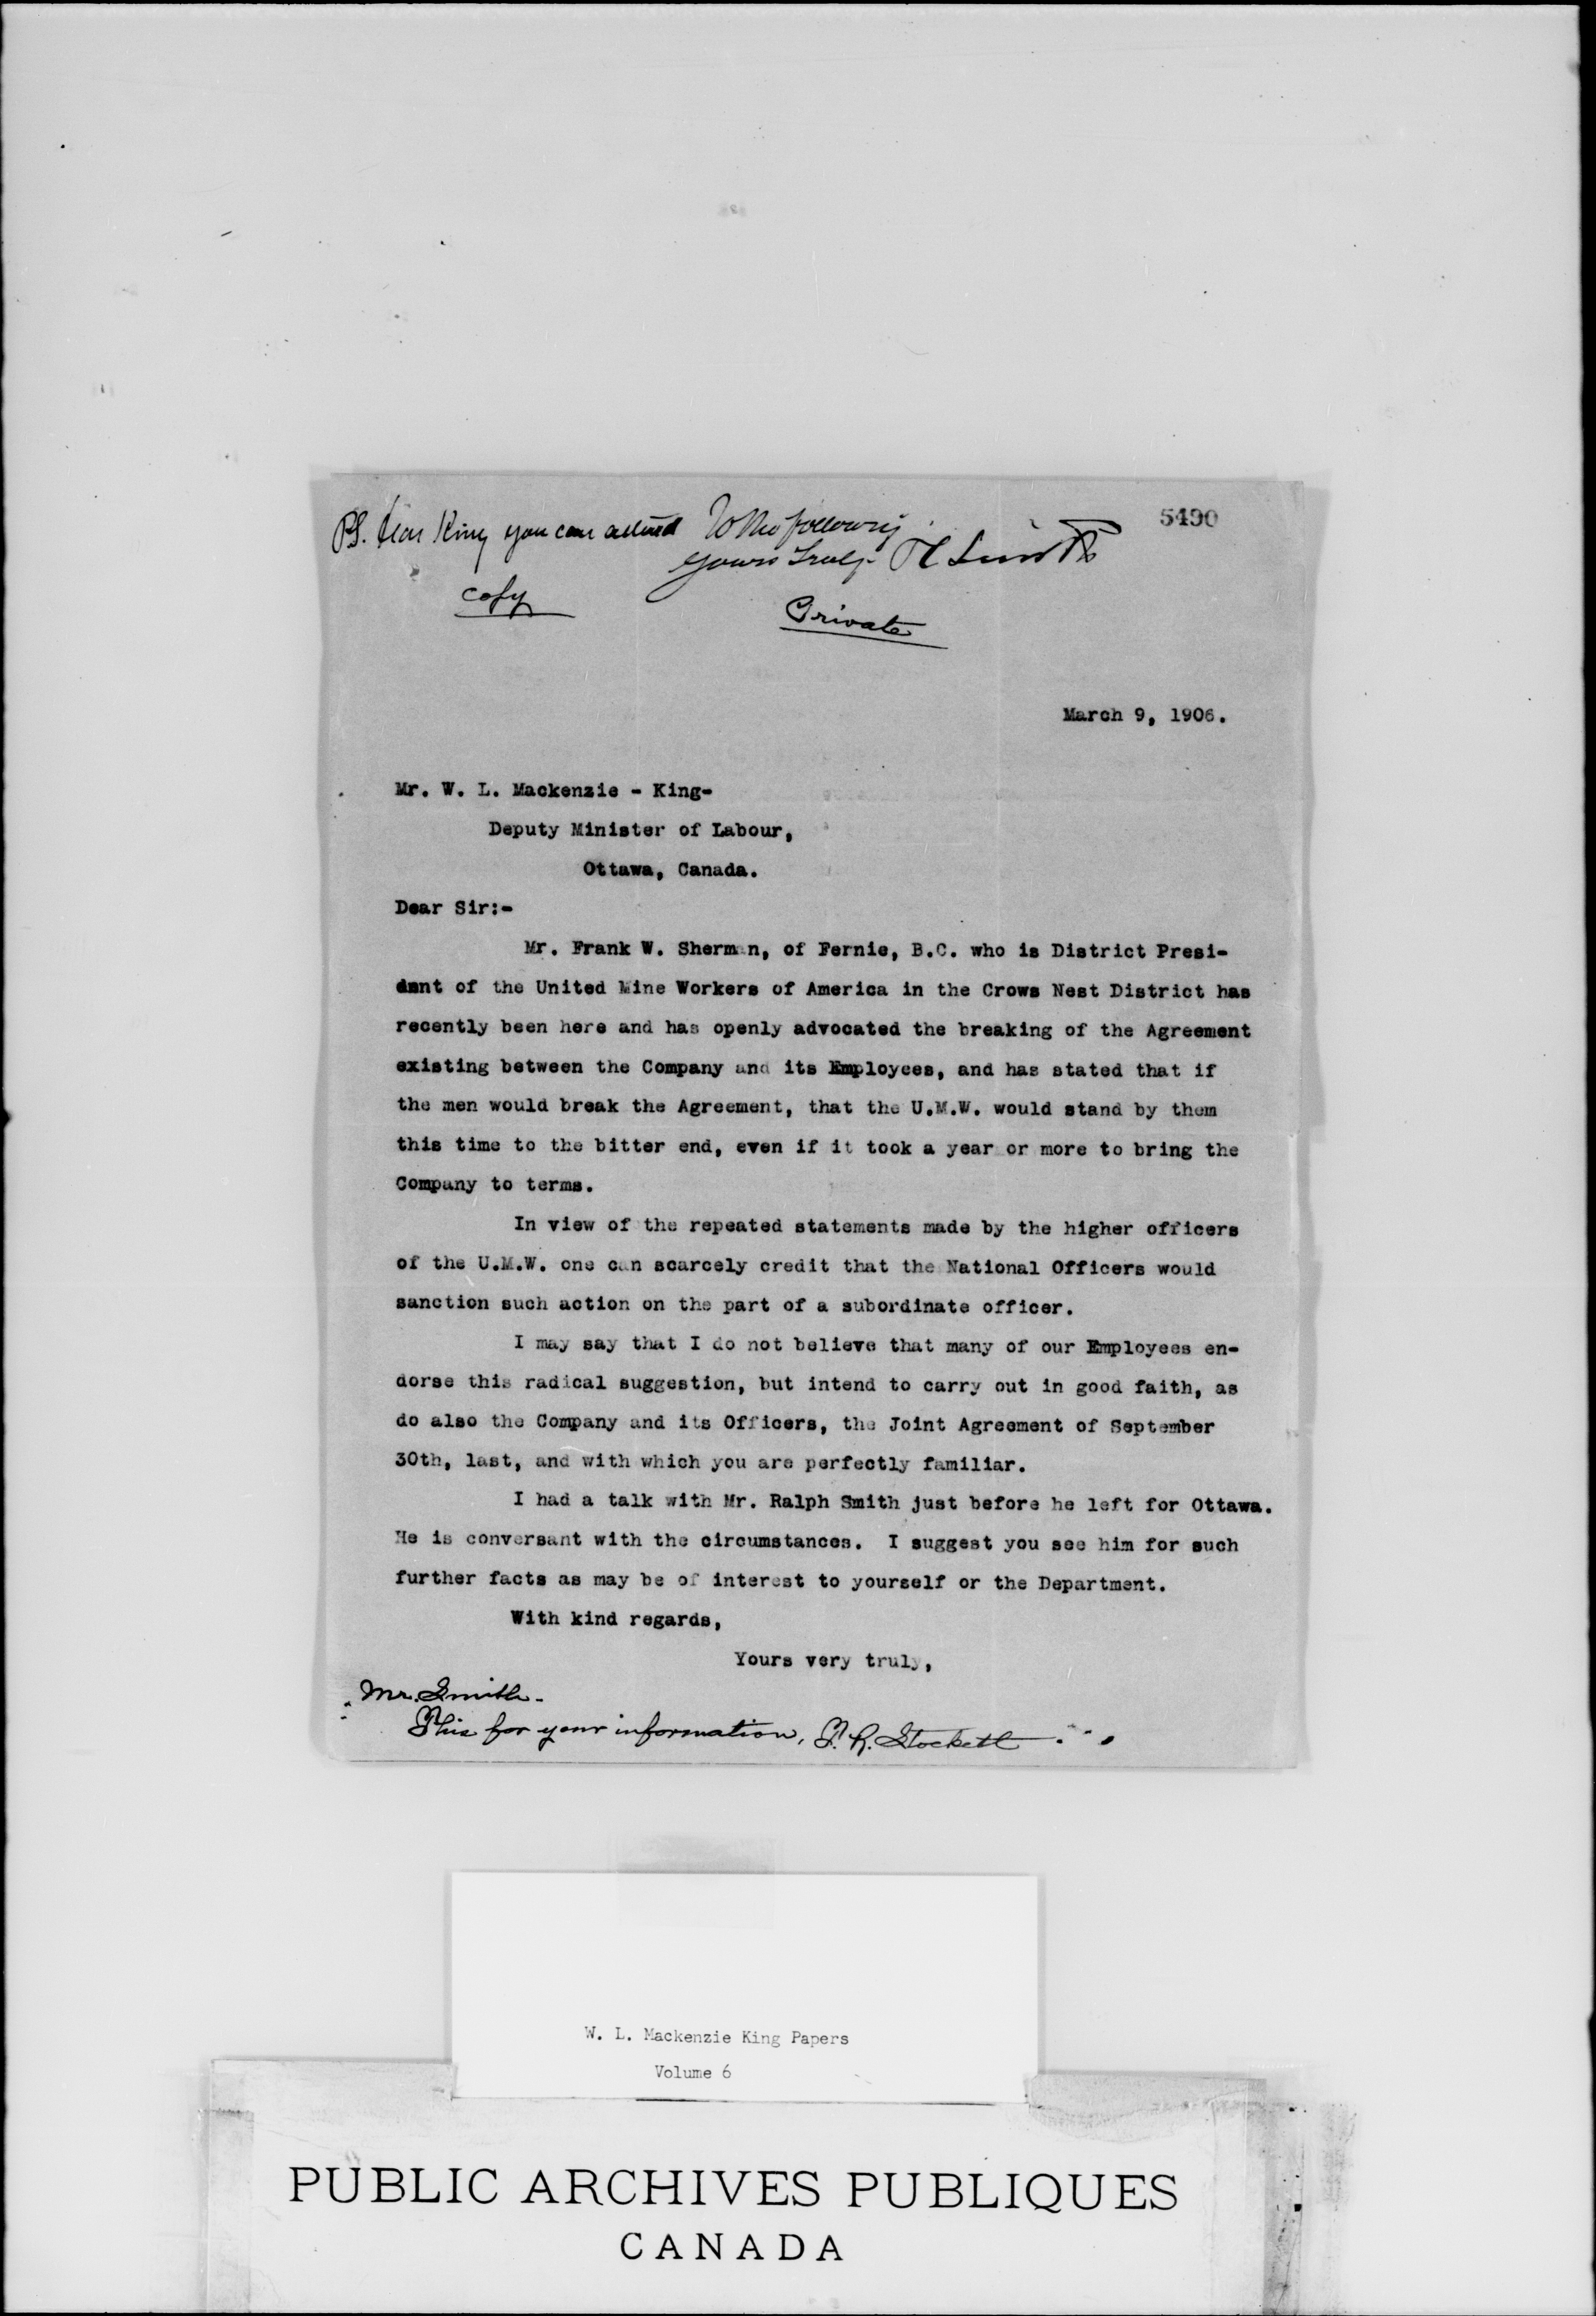 5490
P.S. Dear King you can attend to the following
Yours Truly R Smith
copy
Private
March 9, 1906.
Mr. W. L. Mackenzie - King-
Deputy Minister of Labour,
Ottawa, Canada.
Dear Sir:-
Mr. Frank W. Sherman, of Fernie, B.C. who is District Presi-
dent of the United Mine Workers of America in the Crows Nest District has
recently been here and has openly advocated the breaking of the Agreement
existing between the Company and its Employees, and has stated that if
the men would break the Agreement, that the U.M.W. would stand by them
this time to the bitter end, even if it took a year or more to bring the
Company to terms.
In view of the repeated statements made by the higher officers
of the U.M.W. one can scarcely credit that the National Officers would
sanction such action on the part of a subordinate officer.
I may say that I do not believe that many of our Employees en-
dorse this radical suggestion, but intend to carry out in good faith, as
do also the Company and its Officers, the Joint Agreement of September
30th, last, and with which you are perfectly familiar.
I had a talk with Mr. Ralph Smith just before he left for Ottawa.
He is conversant with the circumstances. I suggest you see him for such
further facts as may be of interest to yourself or the Department.
With kind regards,
Yours very truly,
Mr. Smith.
This for your information, T. R. Stockett
W. L. Mackenzie King Papers
Volume 6
PUBLIC ARCHIVES PUBLIQUES
CANADA